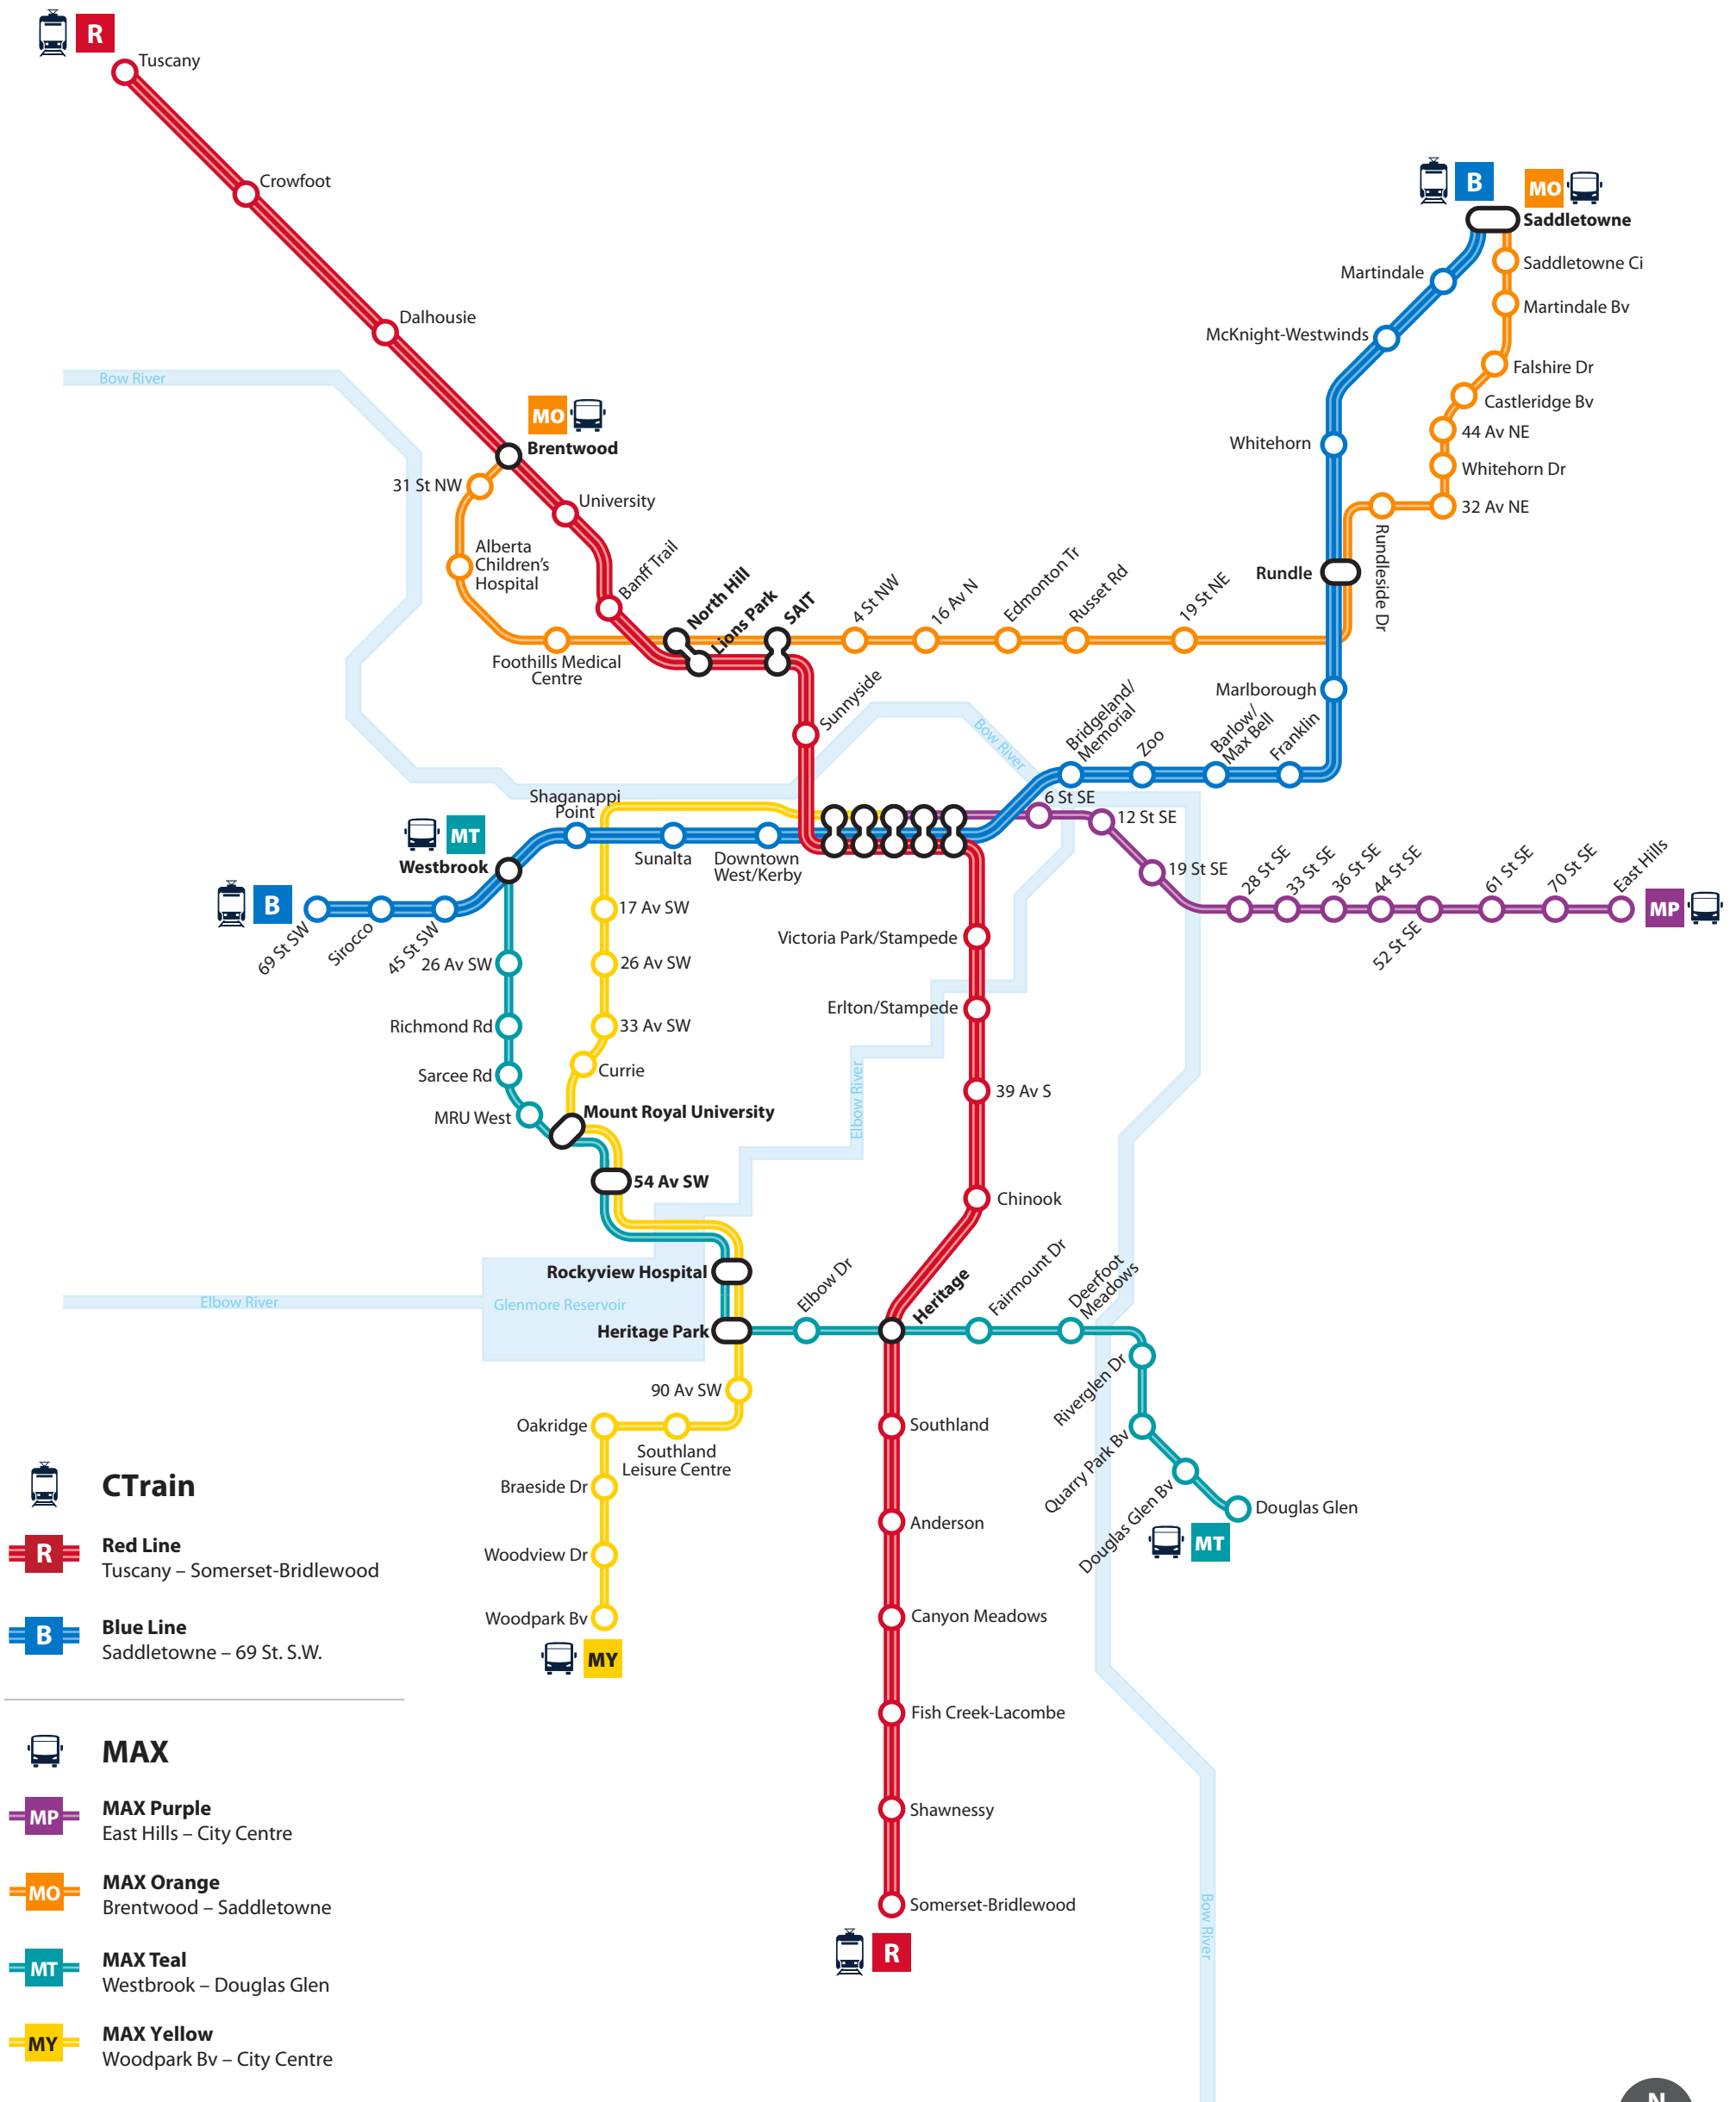 R
Tuscany
Crowfoot
B
MO
Saddletowne
Saddletowne Ci
Martindale
Martindale Bv
McKnight-Westwinds
Dalhousie
Falshire Dr
Bow River
Castleridge Bv
MO
44 Av NE
Brentwood
Whitehorn
Whitehorn Dr
31 St NW
University
32 Av NE
Alberta
Children's
Hospital
Banff Trail
North Hill
Lions Park
SAIT
4 St NW
16 Av N
Edmonton Tr
Russet Rd
19 St NE
Rundle
Rundleside Dr
Foothills Medical
Centre
Sunnyside
Marlborough
Bow River
Bridgeland/
Memorial
Zoo
Barlow/
Max Bell
Franklin
Shaganappi
Point
6 St SE
12 St SE
MT
Westbrook
Sunalta
Downtown
West/Kerby
19 St SE
28 St SE
33 St SE
36 St SE
44 St SE
52 St SE
61 St SE
70 St SE
East Hills
MP
B
69 St SW
Sirocco
45 St SW
17 Av SW
Victoria Park/Stampede
26 Av SW
26 Av SW
Erlton/Stampede
Richmond Rd
33 Av SW
Sarcee Rd
Currie
Elbow River
39 Av S
MRU West
Mount Royal University
54 Av SW
Chinook
Rockyview Hospital
Elbow Dr
Heritage
Fairmount Dr
Deerfoot
Meadows
Elbow River
Glenmore Reservoir
Heritage Park
Riverglen Dr
90 Av SW
Oakridge
Southland
Leisure Centre
Southland
Quarry Park Bv
Braeside Dr
Douglas Glen Bv
Douglas Glen
MT
Anderson
Woodview Dr
Woodpark Bv
MY
Canyon Meadows
Fish Creek-Lacombe
Shawnessy
Somerset-Bridlewood
R
Bow River
CTrain
R
Red Line
Tuscany – Somerset-Bridlewood
B
Blue Line
Saddletowne – 69 St. S.W.
MAX
MP
MAX Purple
East Hills – City Centre
MO
MAX Orange
Brentwood – Saddletowne
MT
MAX Teal
Westbrook – Douglas Glen
MY
MAX Yellow
Woodpark Bv – City Centre
N